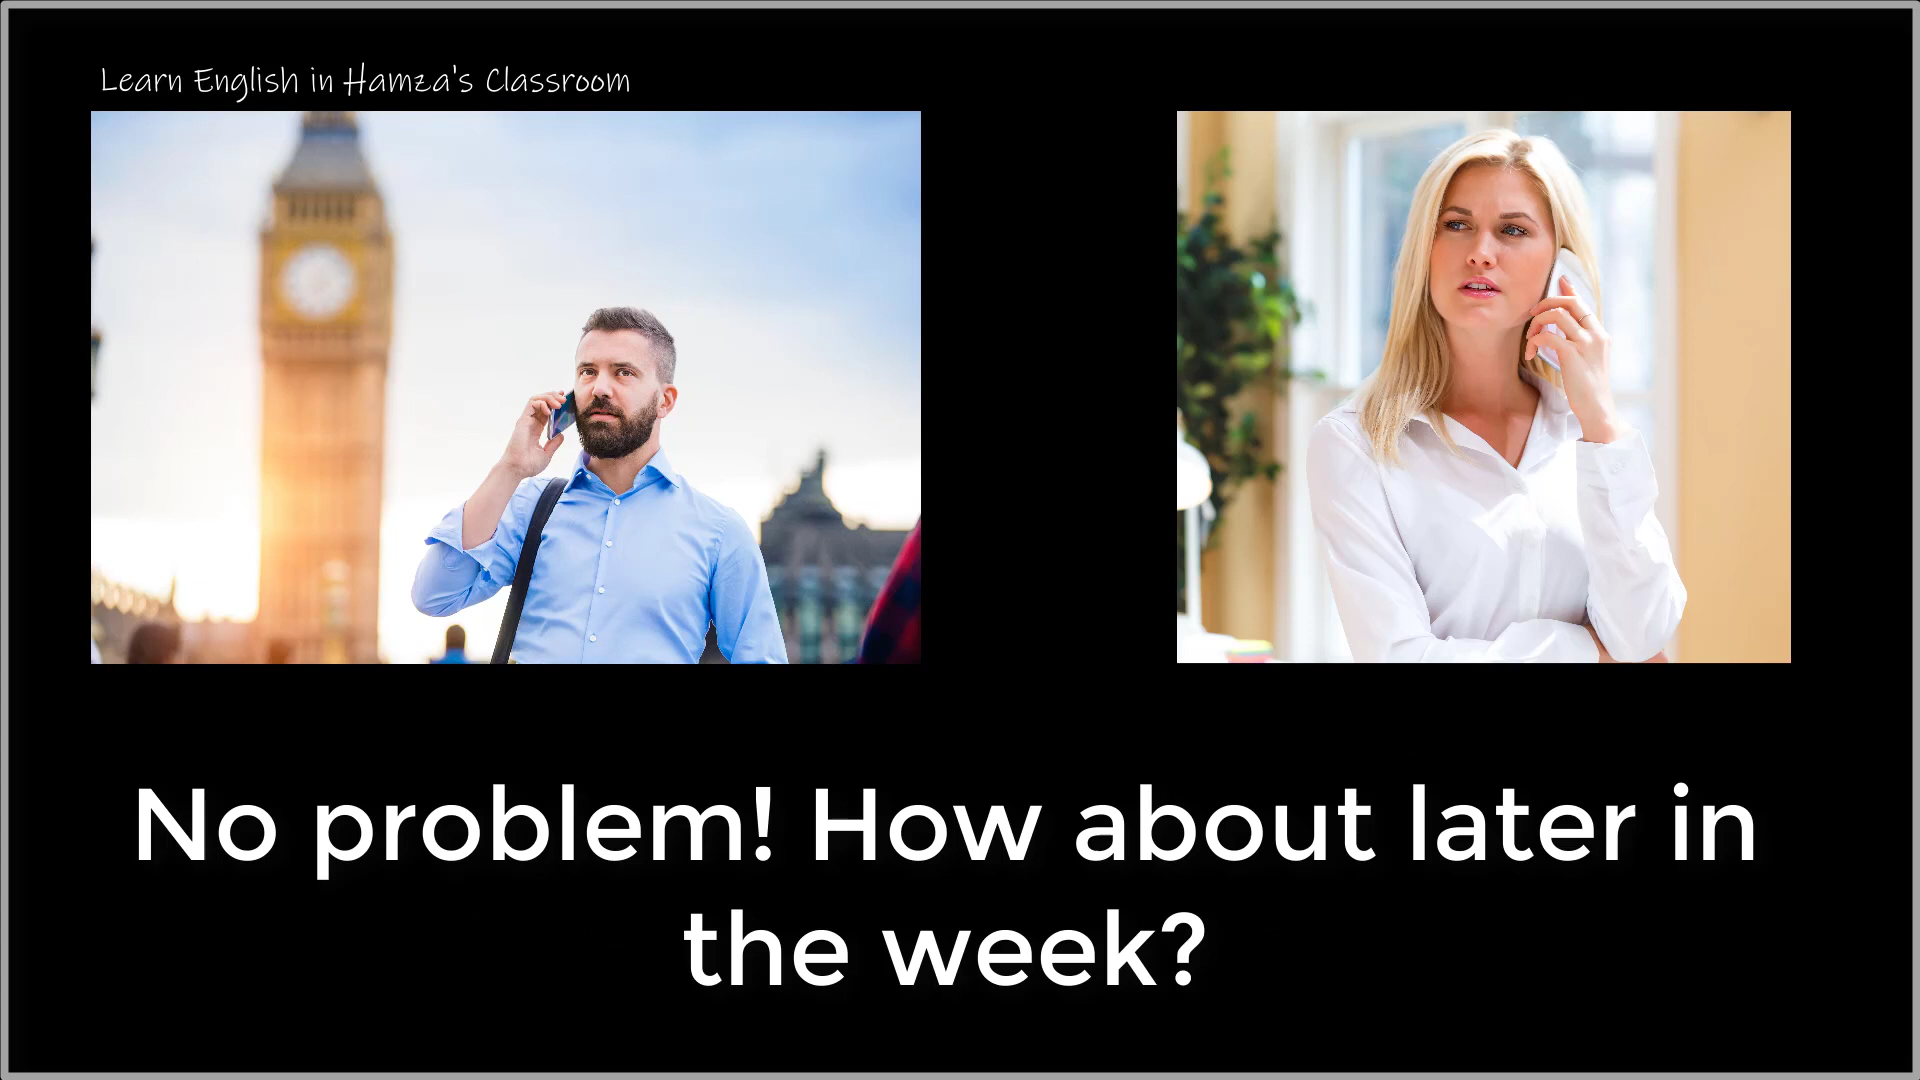 Learn English in Hamza's Classroom
No problem! How about later in
the week?